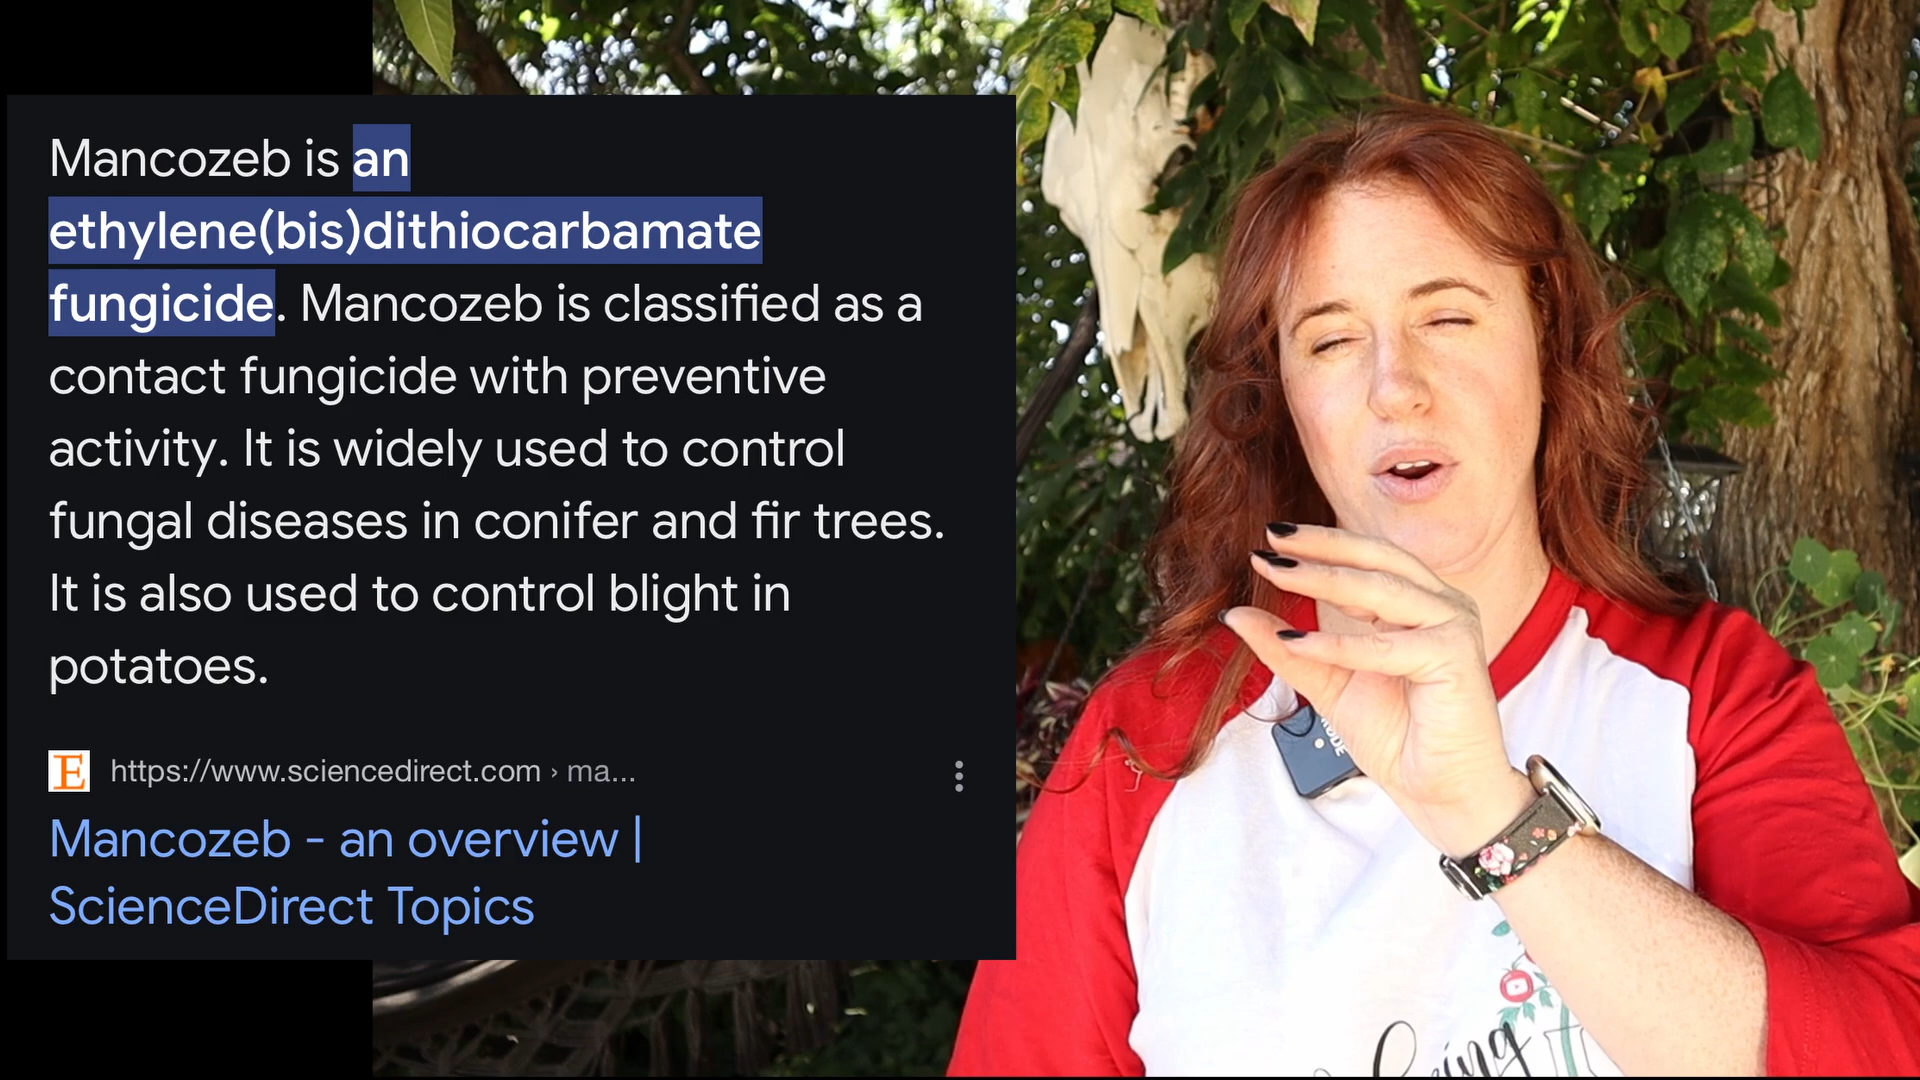 Mancozeb is an
ethylene(bis)dithiocarbamate
fungicide. Mancozeb is classified as a
contact fungicide with preventive
activity. It is widely used to control
fungal diseases in conifer and fir trees.
It is also used to control blight in
potatoes.
E
https://www.sciencedirect.com › ma...
Mancozeb - an overview |
ScienceDirect Topics